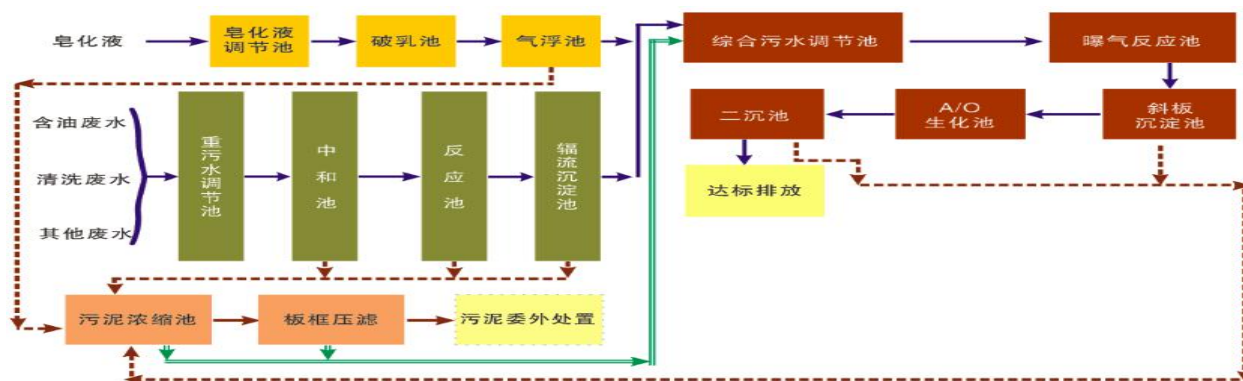 皂化液
皂化液
调节池
破乳池
气浮池
综合污水调节池
曝气反应池
含油废水
清洗废水
其他废水
重污水调节池
中和池
反应池
辐流沉淀池
二沉池
A/O
生化池
斜板
沉淀池
达标排放
污泥浓缩池
板框压滤
污泥委外处置